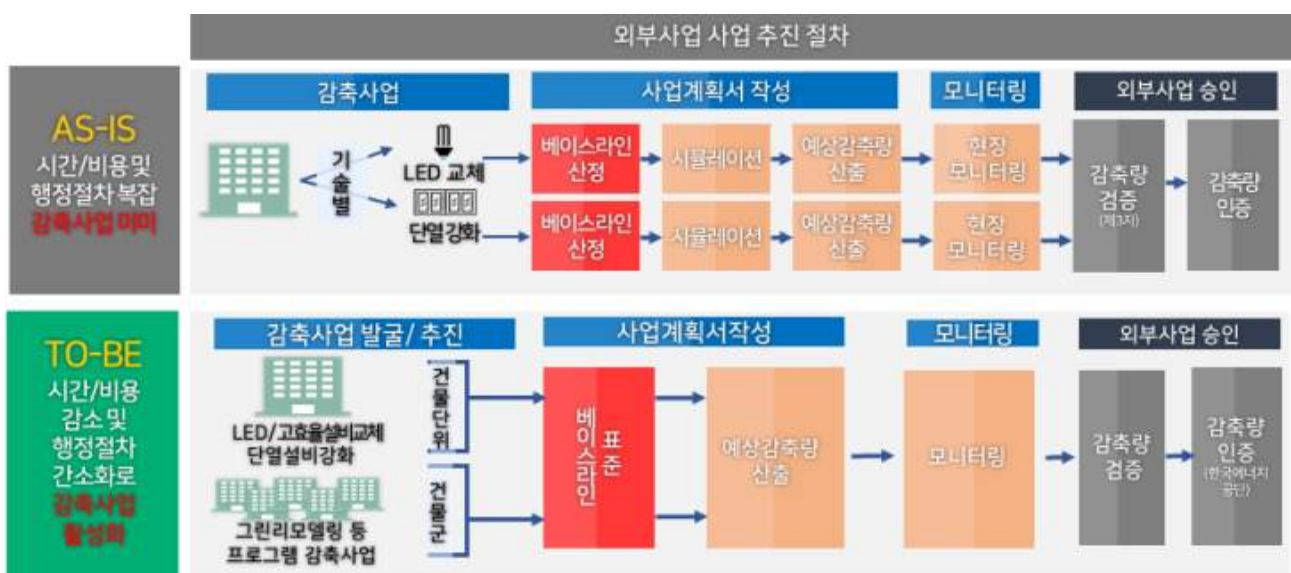 외부사업 사업 추진 절차
AS-IS
시간/비용 및
행정절차 복잡
감축사업 미미
감축사업
사업계획서 작성
모니터링
외부사업 승인
기술별
LED 교체
단열강화
베이스라인
산정
시뮬레이션
예상감축량
산출
현장
모니터링
베이스라인
산정
시뮬레이션
예상감축량
산출
현장
모니터링
감축량
검증
(제3자)
감축량
인증
TO-BE
시간/비용
감소 및
행정절차
간소화로
감축사업
활성화
감축사업 발굴/ 추진
사업계획서작성
모니터링
외부사업 승인
LED/고효율설비교체
단열설비강화
건물단위
그린리모델링 등
프로그램 감축사업
건물군
표준
베이스라인
예상감축량
산출
모니터링
감축량
검증
감축량
인증
(한국에너지
공단)